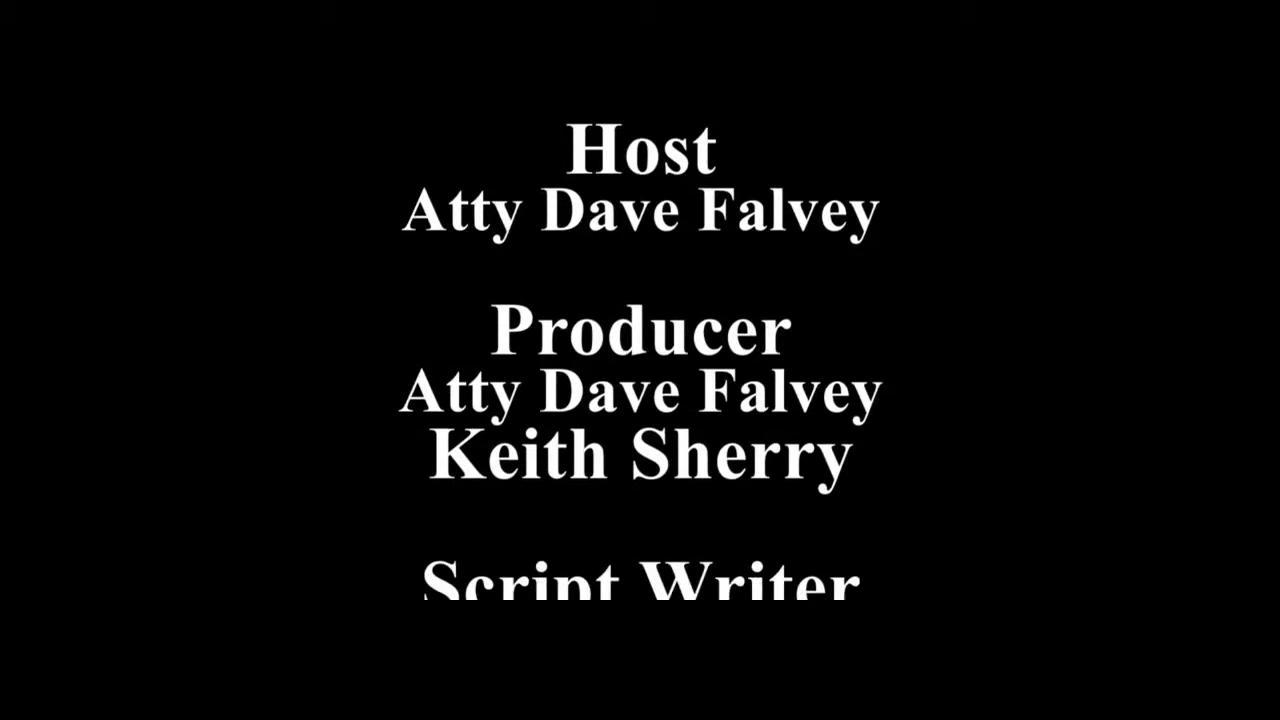 Host
Atty Dave Falvey
Producer
Atty Dave Falvey
Keith Sherry
Script Writer